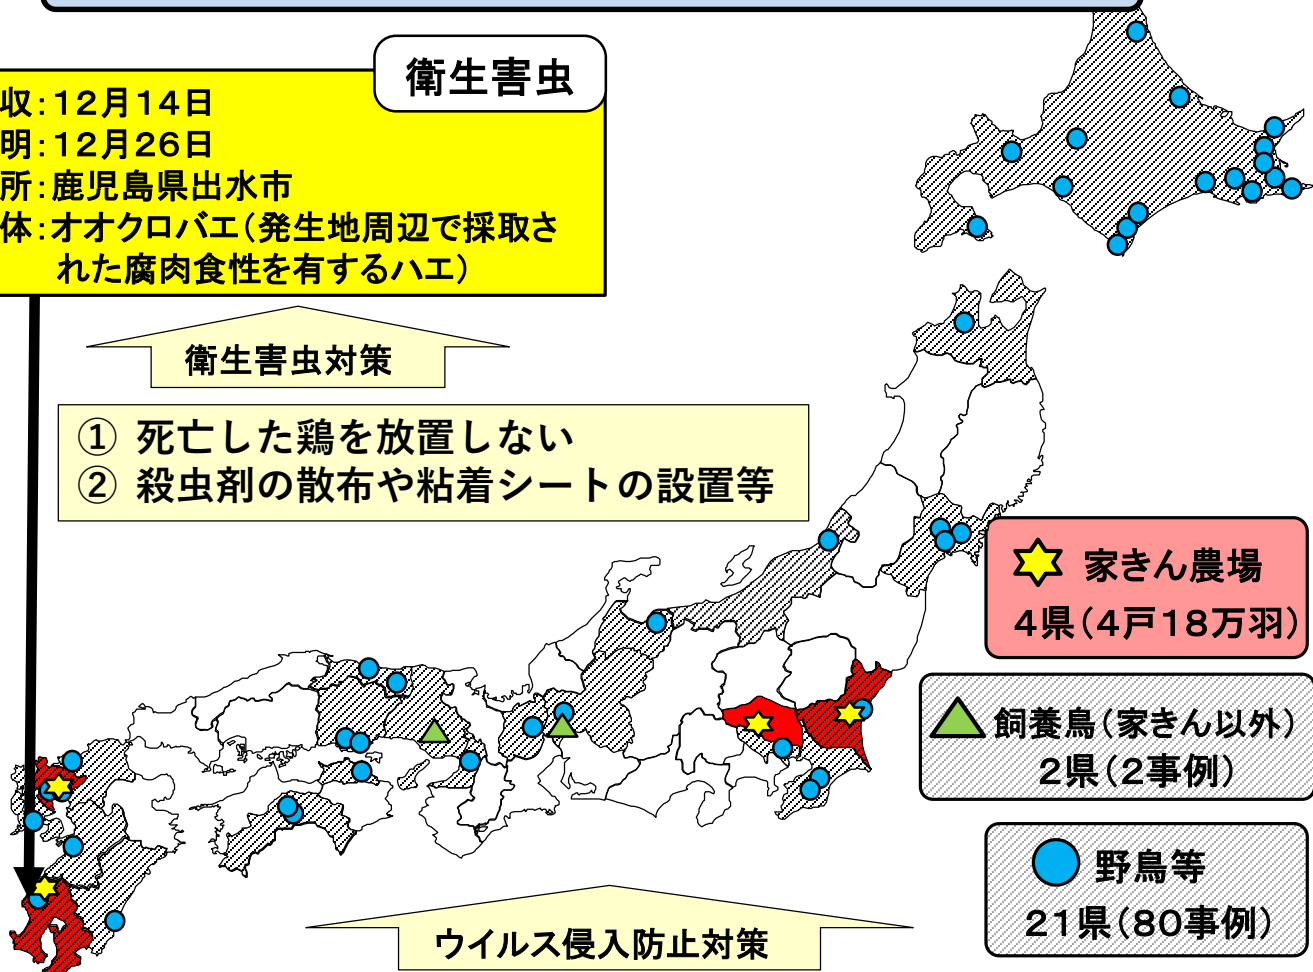 衛生害虫
収:12月14日
明:12月26日
所:鹿児島県出水市
体:オオクロバエ(発生地周辺で採取さ
れた腐肉食性を有するハエ)
衛生害虫対策
① 死亡した鶏を放置しない
② 殺虫剤の散布や粘着シートの設置等
家きん農場
4県(4戸18万羽)
飼養鳥(家きん以外)
2県(2事例)
野鳥等
21県(80事例)
ウイルス侵入防止対策